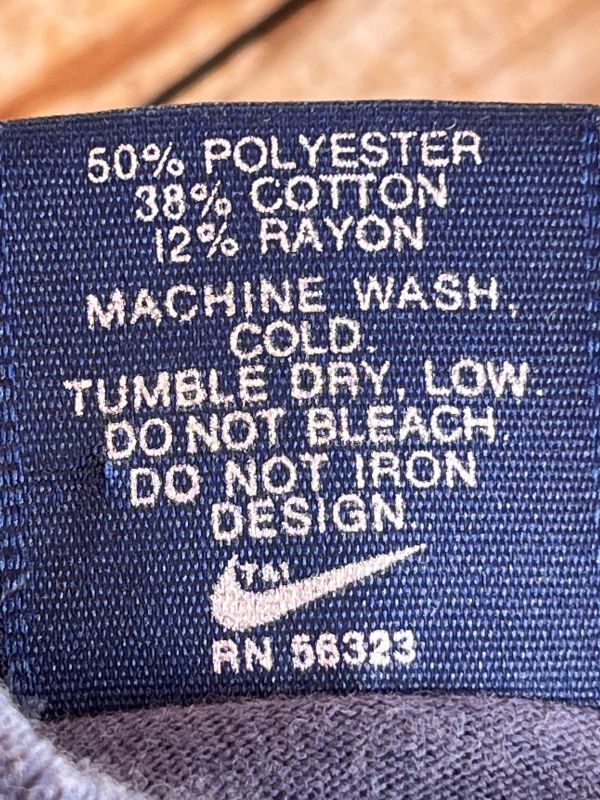 50% POLYESTER
38% COTTON
12% RAYON
MACHINE WASH,
COLD.
TUMBLE DRY, LOW.
DO NOT BLEACH.
DO NOT IRON
DESIGN.
TM
RN 56323